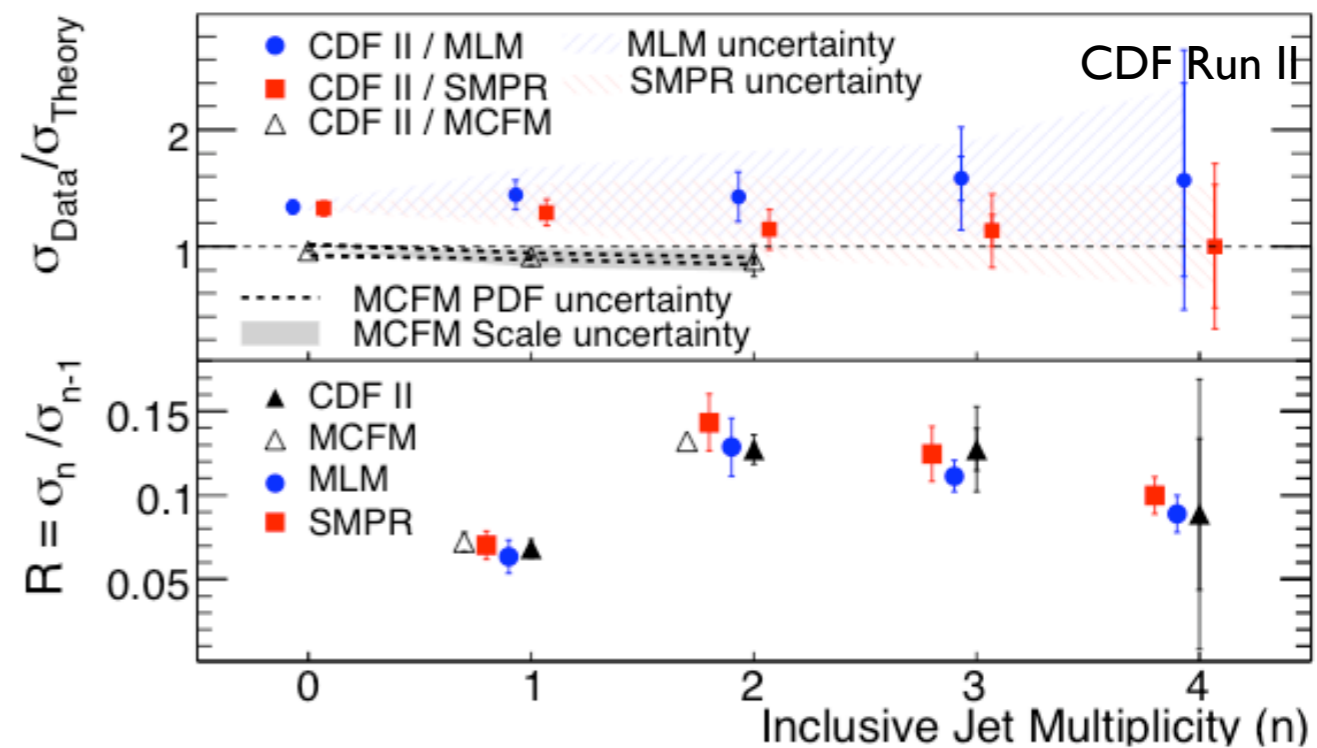 CDF II / MLM
MLM uncertainty
CDF Run II
CDF II / SMPR
SMPR uncertainty
CDF II / MCFM
σData/σTheory
2
1
MCFM PDF uncertainty
MCFM Scale uncertainty
CDF II
MCFM
MLM
SMPR
R = σn /σn-1
0.15
0.1
0.05
0 1 2 3 4
Inclusive Jet Multiplicity (n)